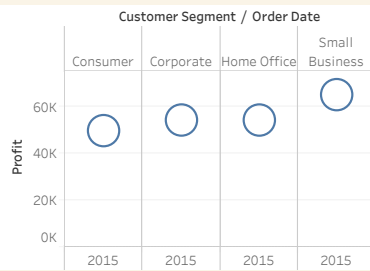 Customer Segment / Order Date
Small
Consumer Corporate Home Office Business
60K
40K
20K
0K
Profit
2015 2015 2015 2015